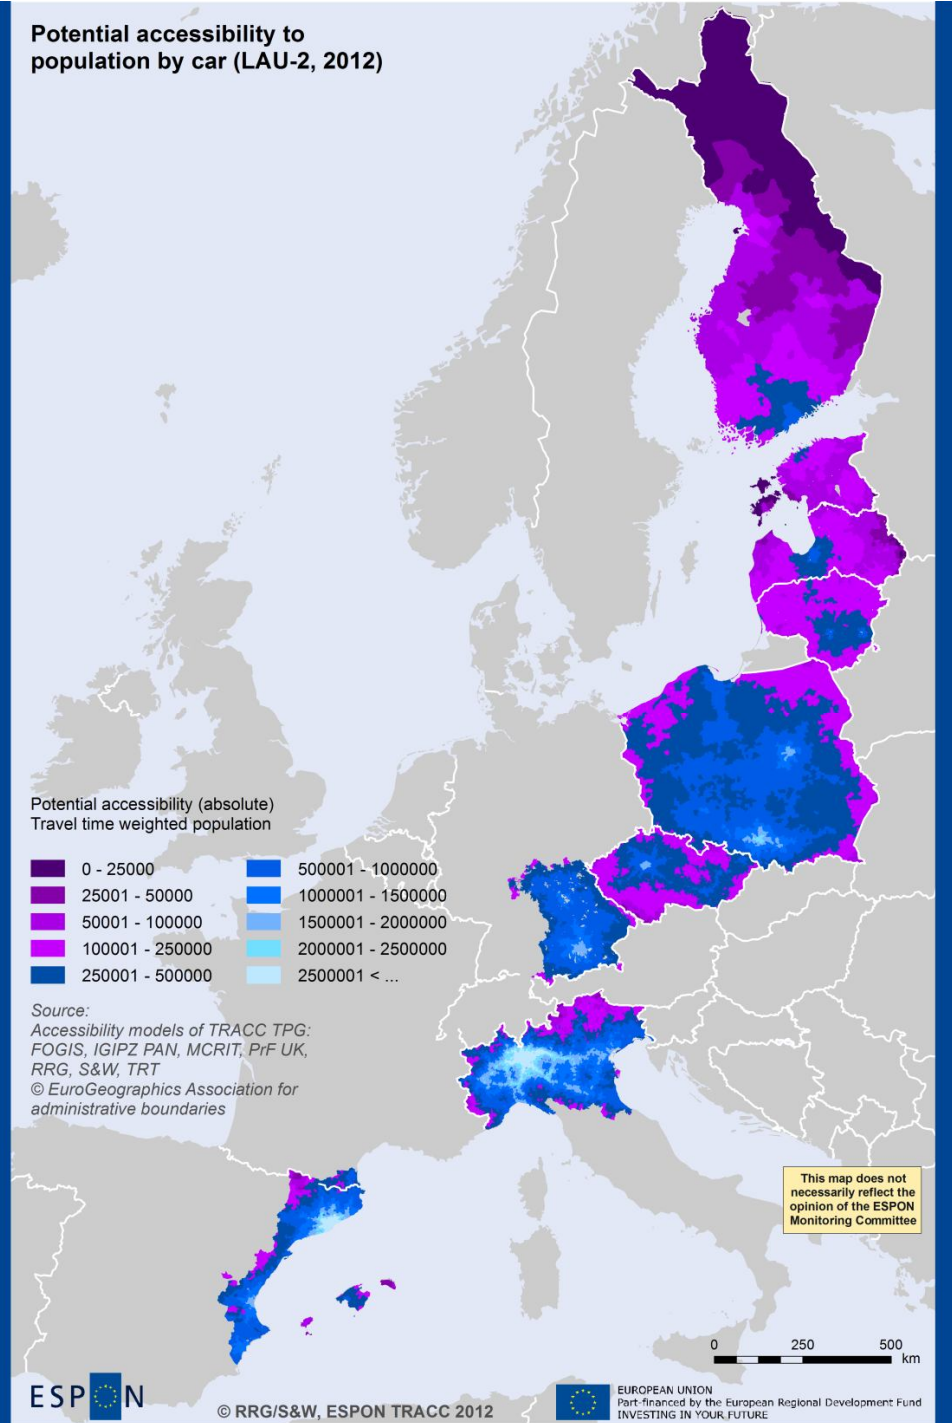 Potential accessibility to
population by car (LAU-2, 2012)
Potential accessibility (absolute)
Travel time weighted population
0 - 25000
25001 - 50000
50001 - 100000
100001 - 250000
250001 - 500000
500001 - 1000000
1000001 - 1500000
1500001 - 2000000
2000001 - 2500000
2500001 < ...
Source:
Accessibility models of TRACC TPG:
FOGIS, IGIPZ PAN, MCRIT, PrF UK,
RRG, S&W, TRT
© EuroGeographics Association for
administrative boundaries
This map does not
necessarily reflect the
opinion of the ESPON
Monitoring Committee
0 250 500
km
ESPON
© RRG/S&W, ESPON TRACC 2012
EUROPEAN UNION
Part-financed by the European Regional Development Fund
INVESTING IN YOUR FUTURE